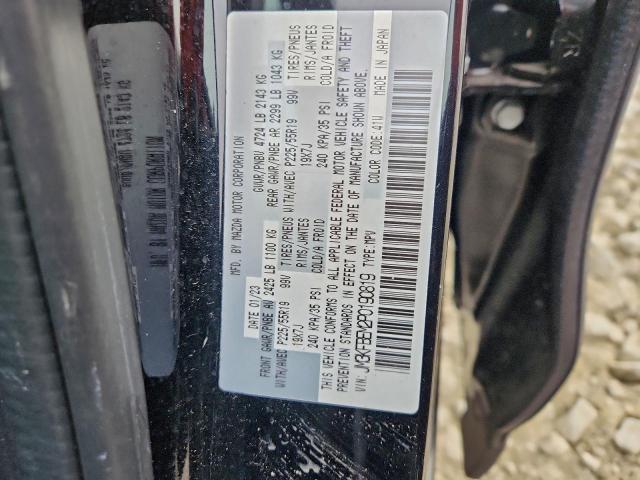 MFD. BY MAZDA MOTOR CORPORATION
DATE 01/23
GVWR/PNBV 4724 LB 2143 KG
FRONT GAWR/PNBE AV 2425 LB 1100 KG
REAR GAWR/PNBE AR 2299 LB 1043 KG
WITH/AVEC P225/55R19 99V TIRES/PNEUS WITH/AVEC P225/55R19 99V TIRES/PNEUS
19X7J RIMS/JANTES 19X7J RIMS/JANTES
240 KPA/35 PSI COLD/A FROID 240 KPA/35 PSI COLD/A FROID
THIS VEHICLE CONFORMS TO ALL APPLICABLE FEDERAL MOTOR VEHICLE SAFETY AND THEFT
PREVENTION STANDARDS IN EFFECT ON THE DATE OF MANUFACTURE SHOWN ABOVE.
JM3KFBEM2P0190819 TYPE:MPV COLOR CODE:41W MADE IN JAPAN